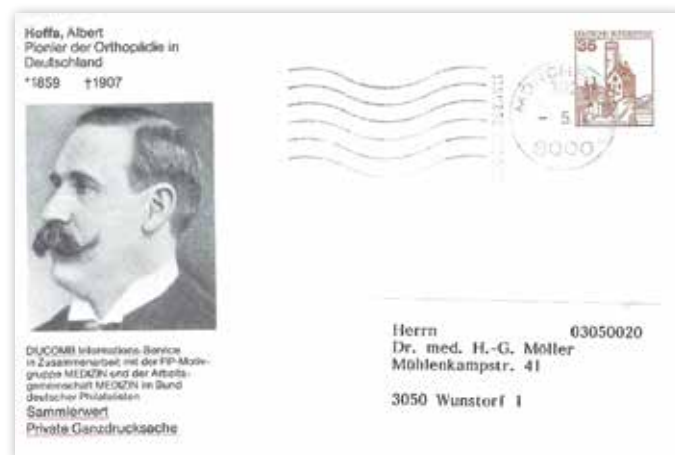 Hoffa, Albert
Pionier der Orthopädie in
Deutschland
*1859 †1907
35
8000
- 5
DUCOMB Informations-Service
in Zusammenarbeit mit der FIP-Motiv-
gruppe MEDIZIN und der Arbeits-
gemeinschaft MEDIZIN im Bund
deutscher Philatelisten
Sammlerwert
Private Ganzdrucksache
Herrn 03050020
Dr. med. H.-G. Möller
Mühlenkampstr. 41
3050 Wunstorf 1